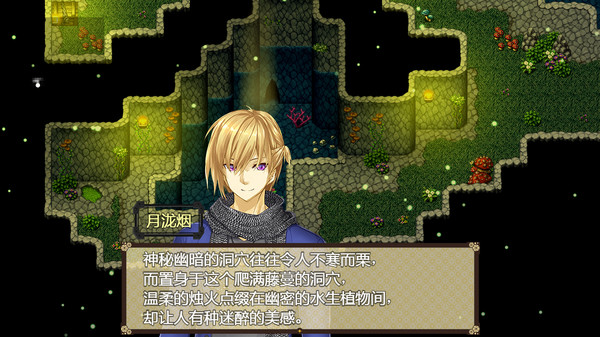 月泷烟
神秘幽暗的洞穴往往令人不寒而栗，
而置身于这个爬满藤蔓的洞穴，
温柔的烛火点缀在幽密的水生植物间，
却让人有种迷醉的美感。